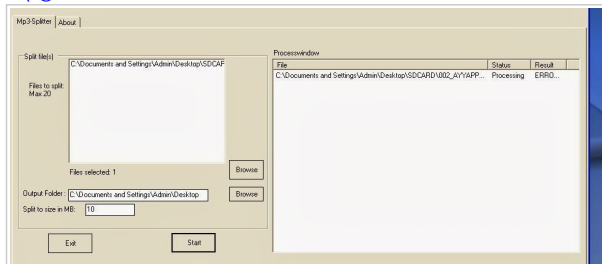 Mp3-Splitter About
Split file(s)
C:\Documents and Settings\Admin\Desktop\SDCAF
Files to split:
Max 20
Files selected: 1
Browse
Output Folder: C:\Documents and Settings\Admin\Desktop Browse
Split to size in MB: 10
Exit Start
Processwindow
File Status Result
C:\Documents and Settings\Admin\Desktop\SDCARD\002_AYYAPP... Processing ERRO...